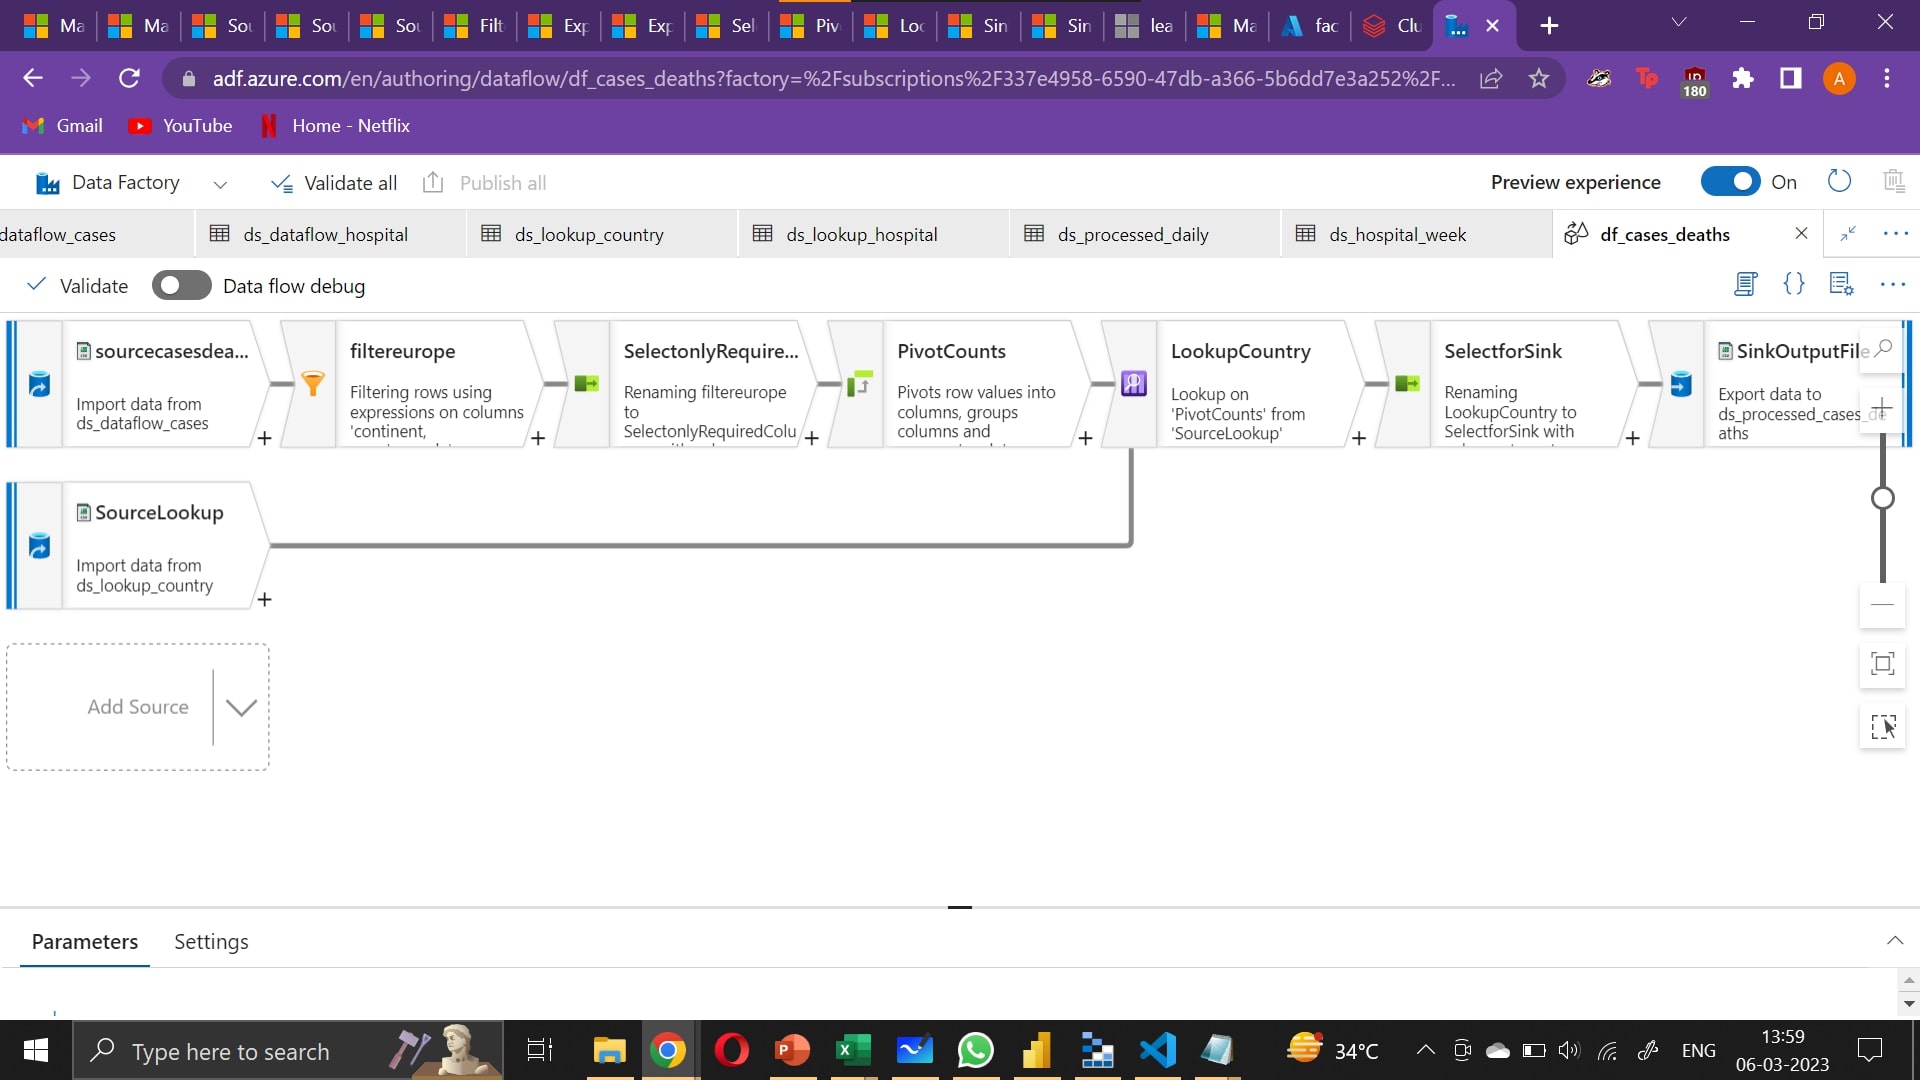 Ma
Ma
Sou
Sou
Sou
Filt
Exp
Exp
Sel
Piv
Loc
Sin
Sin
lea
Ma
fac
Clu
adf.azure.com/en/authoring/dataflow/df_cases_deaths?factory=%2Fsubscriptions%2F337e4958-6590-47db-a366-5b6dd7e3a252%2F...
Tp
180
A
Gmail
YouTube
Home - Netflix
Data Factory
Validate all
Publish all
Preview experience
On
dataflow_cases
ds_dataflow_hospital
ds_lookup_country
ds_lookup_hospital
ds_processed_daily
ds_hospital_week
df_cases_deaths
Validate
Data flow debug
sourcecasesdea...
Import data from
ds_dataflow_cases
filtereurope
Filtering rows using
expressions on columns
'continent,
SelectonlyRequire...
Renaming filtereurope
to
SelectonlyRequiredColu
PivotCounts
Pivots row values into
columns, groups
columns and
LookupCountry
Lookup on
'PivotCounts' from
'SourceLookup'
SelectforSink
Renaming
LookupCountry to
SelectforSink with
SinkOutputFile
Export data to
ds_processed_cases_de
aths
SourceLookup
Import data from
ds_lookup_country
Add Source
Parameters
Settings
Type here to search
34°C
ENG
13:59
06-03-2023